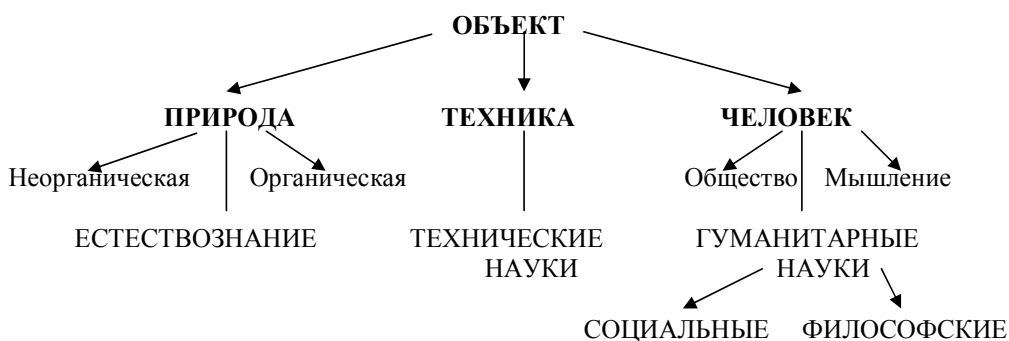 ОБЪЕКТ
ПРИРОДА ТЕХНИКА ЧЕЛОВЕК
Неорганическая Органическая Общество Мышление
ЕСТЕСТВОЗНАНИЕ ТЕХНИЧЕСКИЕ ГУМАНИТАРНЫЕ
НАУКИ НАУКИ
СОЦИАЛЬНЫЕ ФИЛОСОФСКИЕ